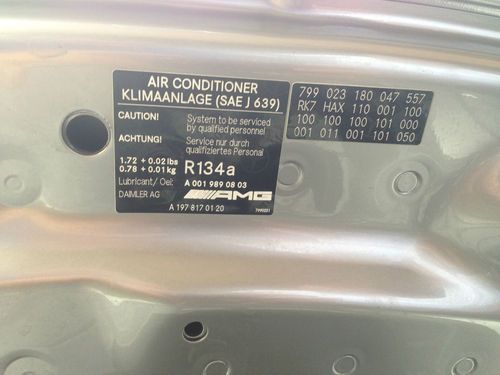 AIR CONDITIONER
KLIMAANLAGE (SAE J 639)
CAUTION! System to be serviced
by qualified personnel
ACHTUNG! Service nur durch
qualifiziertes Personal
1.72 + 0.02 lbs
0.78 + 0.01 kg R134a
Lubricant / Oel: A 001 989 08 03
DAIMLER AG AMG
A 197 817 01 20
799 023 180 047 557
RK7 HAX 110 001 100
100 100 100 101 000
001 011 001 101 050